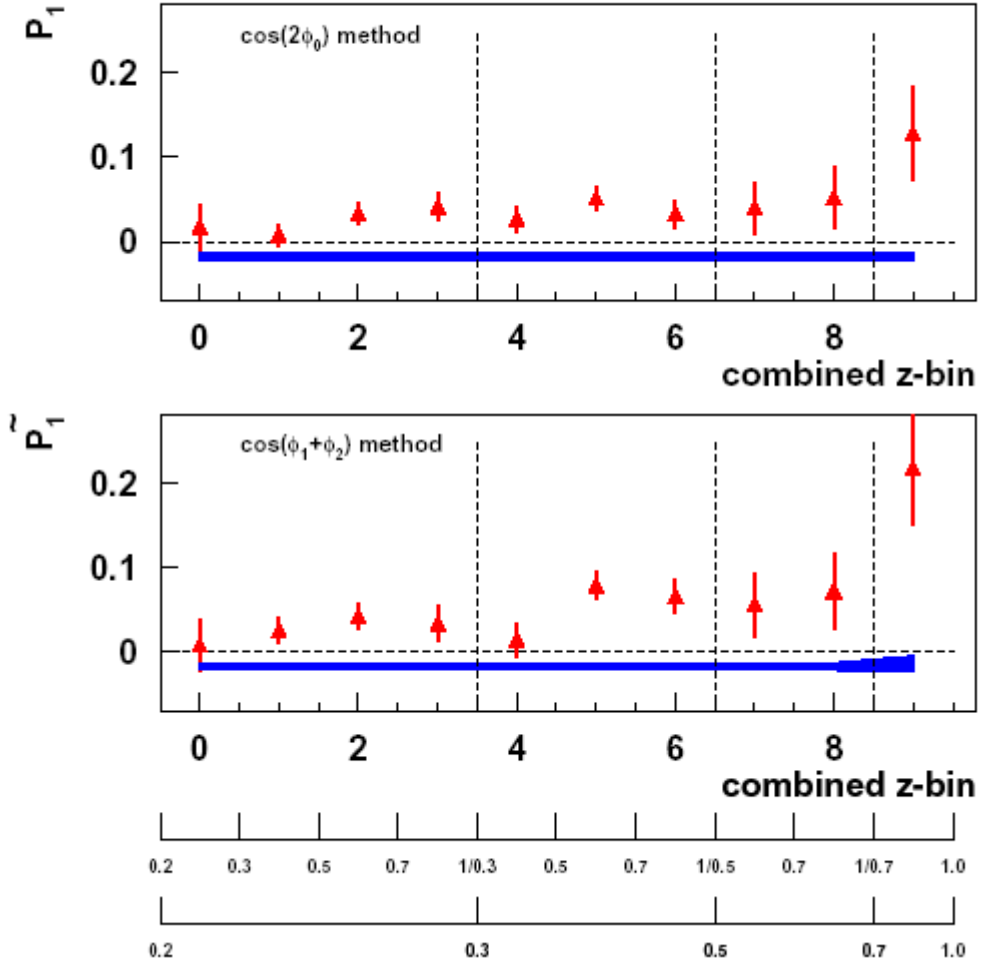 P₁
cos(2ϕ₀) method
0.2
0.1
0
0 2 4 6 8
combined z-bin
P̃₁
cos(ϕ₁+ϕ₂) method
0.2
0.1
0
0 2 4 6 8
combined z-bin
0.2 0.3 0.5 0.7 1/0.3 0.5 0.7 1/0.5 0.7 1/0.7 1.0
0.2 0.3 0.5 0.7 1.0